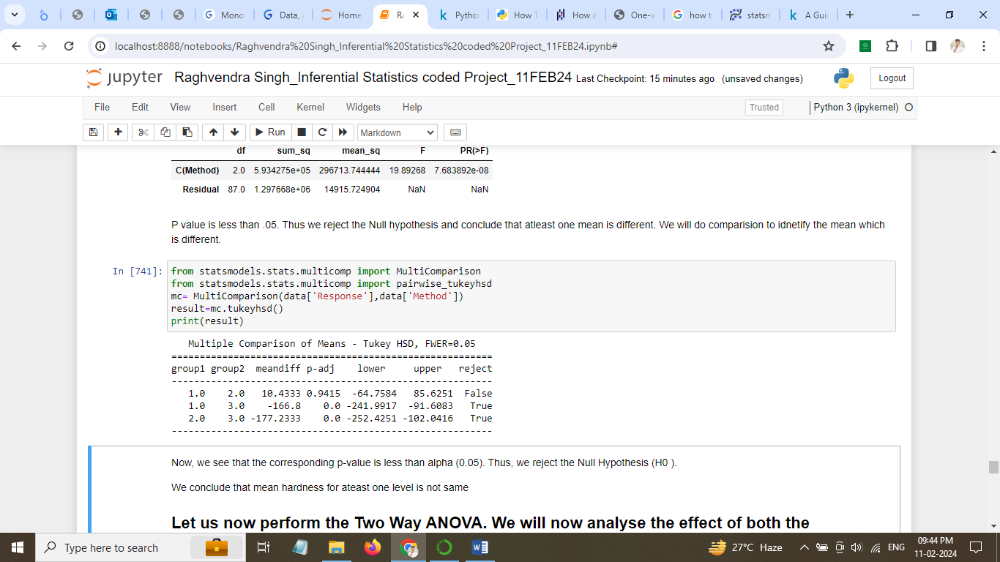 Mono
Data,
Home
Ra
Pytho
How T
How
One-
how t
stats
A Gui
localhost:8888/notebooks/Raghvendra%20Singh_Inferential%20Statistics%20coded%20Project_11FEB24.ipynb#
jupyter Raghvendra Singh_Inferential Statistics coded Project_11FEB24 Last Checkpoint: 15 minutes ago (unsaved changes)
Logout
File Edit View Insert Cell Kernel Widgets Help
Trusted
Python 3 (ipykernel)
Run
Markdown
df sum_sq mean_sq F PR(>F)
C(Method) 2.0 5.934275e+05 296713.744444 19.89268 7.683892e-08
Residual 87.0 1.297668e+06 14915.724904 NaN NaN
P value is less than .05. Thus we reject the Null hypothesis and conclude that atleast one mean is different. We will do comparision to idnetify the mean which
is different.
In [741]:
from statsmodels.stats.multicomp import MultiComparison
from statsmodels.stats.multicomp import pairwise_tukeyhsd
mc= MultiComparison(data['Response'],data['Method'])
result=mc.tukeyhsd()
print(result)
Multiple Comparison of Means - Tukey HSD, FWER=0.05
=========================================================
group1 group2 meandiff p-adj lower upper reject
---------------------------------------------------------
1.0 2.0 10.4333 0.9415 -64.7584 85.6251 False
1.0 3.0 -166.8 0.0 -241.9917 -91.6083 True
2.0 3.0 -177.2333 0.0 -252.4251 -102.0416 True
---------------------------------------------------------
Now, we see that the corresponding p-value is less than alpha (0.05). Thus, we reject the Null Hypothesis (H0 ).
We conclude that mean hardness for ateast one level is not same
Let us now perform the Two Way ANOVA. We will now analyse the effect of both the
Type here to search
27°C Haze
ENG
09:44 PM
11-02-2024